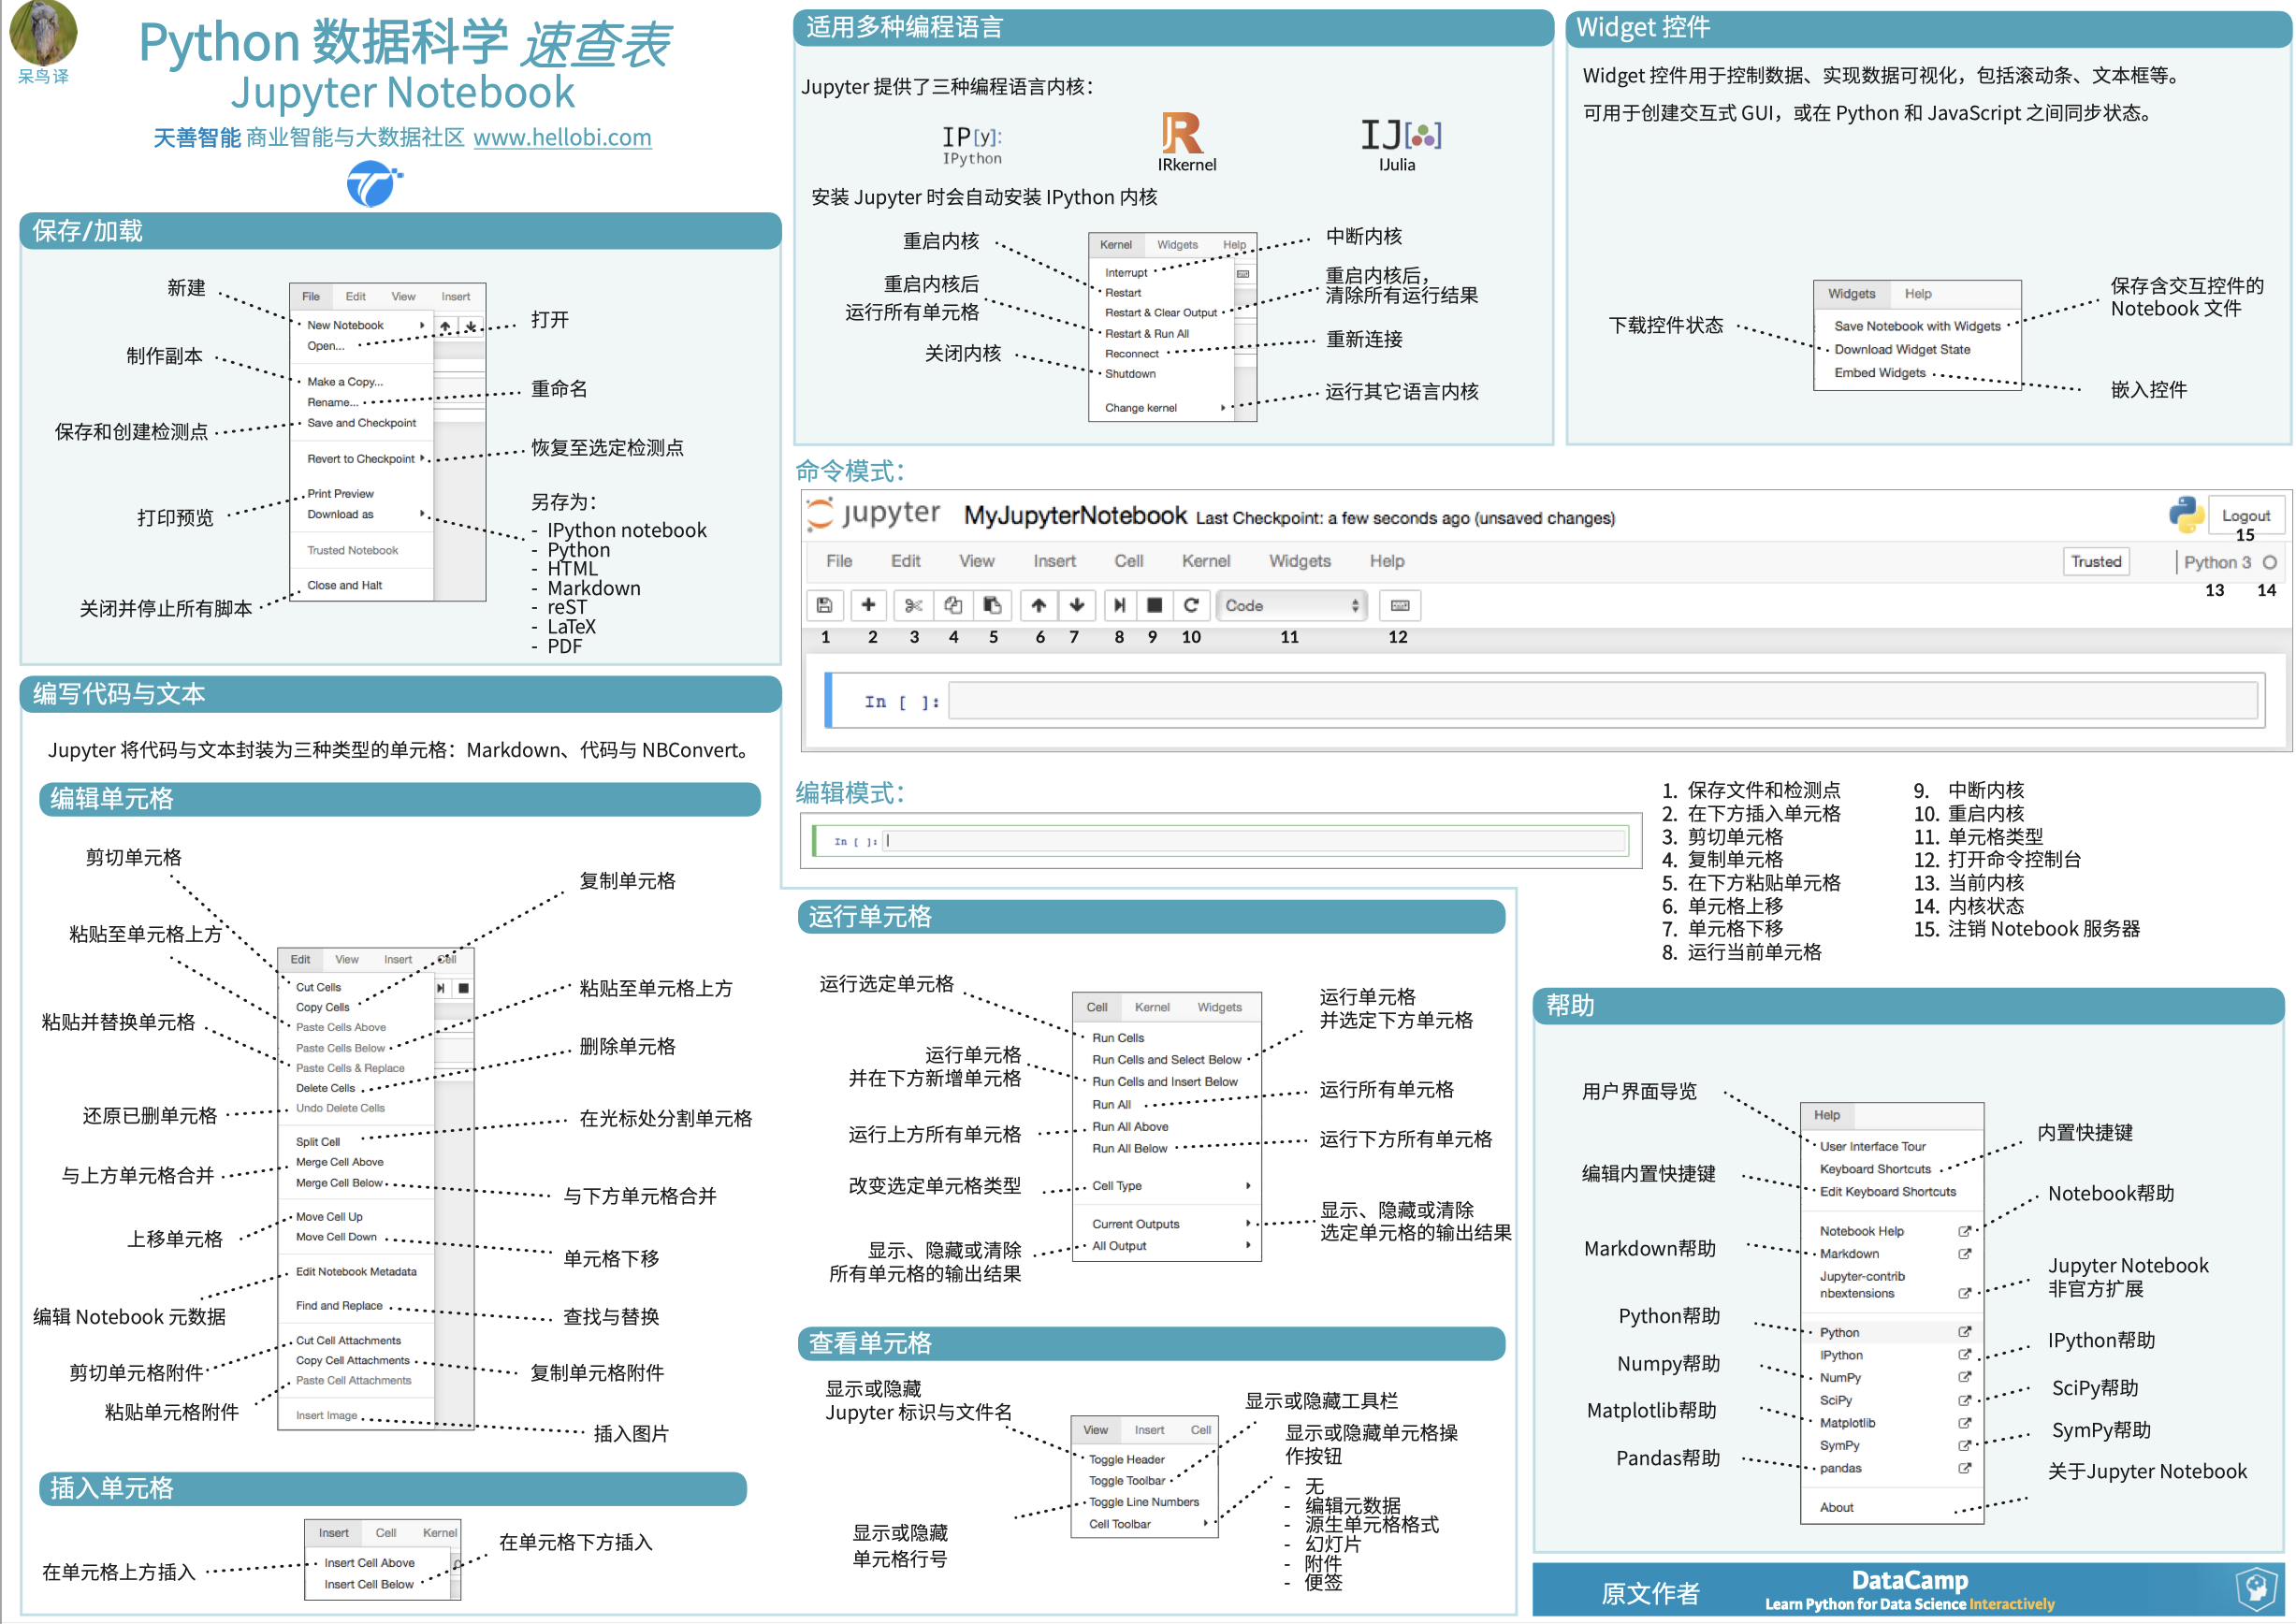 呆鸟译
Python 数据科学 速查表
Jupyter Notebook
天善智能 商业智能与大数据社区 www.hellobi.com
保存/加载
新建
制作副本
保存和创建检测点
打印预览
关闭并停止所有脚本
File Edit View Insert
New Notebook
Open...
Make a Copy...
Rename...
Save and Checkpoint
Revert to Checkpoint
Print Preview
Download as
Trusted Notebook
Close and Halt
打开
重命名
恢复至选定检测点
另存为：
- IPython notebook
- Python
- HTML
- Markdown
- reST
- LaTeX
- PDF
编写代码与文本
Jupyter 将代码与文本封装为三种类型的单元格：Markdown、代码与 NBConvert。
编辑单元格
剪切单元格
粘贴至单元格上方
粘贴并替换单元格
还原已删单元格
与上方单元格合并
上移单元格
编辑 Notebook 元数据
剪切单元格附件
粘贴单元格附件
Edit View Insert Cell
Cut Cells
Copy Cells
Paste Cells Above
Paste Cells Below
Paste Cells & Replace
Delete Cells
Undo Delete Cells
Split Cell
Merge Cell Above
Merge Cell Below
Move Cell Up
Move Cell Down
Edit Notebook Metadata
Find and Replace
Cut Cell Attachments
Copy Cell Attachments
Paste Cell Attachments
Insert Image
复制单元格
粘贴至单元格上方
删除单元格
在光标处分割单元格
与下方单元格合并
单元格下移
查找与替换
复制单元格附件
插入图片
插入单元格
在单元格上方插入
Insert Cell Kernel
Insert Cell Above
Insert Cell Below
在单元格下方插入
适用多种编程语言
Jupyter 提供了三种编程语言内核：
IP[y]:
IPython
IRkernel
IJ[]
IJulia
安装 Jupyter 时会自动安装 IPython 内核
重启内核
重启内核后
运行所有单元格
关闭内核
Kernel Widgets Help
Interrupt
Restart
Restart & Clear Output
Restart & Run All
Reconnect
Shutdown
Change kernel
中断内核
重启内核后，
清除所有运行结果
重新连接
运行其它语言内核
Widget 控件
Widget 控件用于控制数据、实现数据可视化，包括滚动条、文本框等。
可用于创建交互式 GUI，或在 Python 和 JavaScript 之间同步状态。
下载控件状态
Widgets Help
Save Notebook with Widgets
Download Widget State
Embed Widgets
保存含交互控件的
Notebook 文件
嵌入控件
命令模式：
jupyter MyJupyterNotebook Last Checkpoint: a few seconds ago (unsaved changes)
Logout
15
File Edit View Insert Cell Kernel Widgets Help
Trusted Python 3
13 14
Code
1 2 3 4 5 6 7 8 9 10 11 12
In [ ]:
编辑模式：
In [ ]:
1. 保存文件和检测点
2. 在下方插入单元格
3. 剪切单元格
4. 复制单元格
5. 在下方粘贴单元格
6. 单元格上移
7. 单元格下移
8. 运行当前单元格
9. 中断内核
10. 重启内核
11. 单元格类型
12. 打开命令控制台
13. 当前内核
14. 内核状态
15. 注销 Notebook 服务器
运行单元格
运行选定单元格
运行单元格
并在下方新增单元格
运行上方所有单元格
改变选定单元格类型
显示、隐藏或清除
所有单元格的输出结果
Cell Kernel Widgets
Run Cells
Run Cells and Select Below
Run Cells and Insert Below
Run All
Run All Above
Run All Below
Cell Type
Current Outputs
All Output
运行单元格
并选定下方单元格
运行所有单元格
运行下方所有单元格
显示、隐藏或清除
选定单元格的输出结果
查看单元格
显示或隐藏
Jupyter 标识与文件名
显示或隐藏
单元格行号
View Insert Cell
Toggle Header
Toggle Toolbar
Toggle Line Numbers
Cell Toolbar
显示或隐藏工具栏
显示或隐藏单元格操
作按钮
- 无
- 编辑元数据
- 源生单元格格式
- 幻灯片
- 附件
- 便签
帮助
用户界面导览
编辑内置快捷键
Markdown帮助
Python帮助
Numpy帮助
Matplotlib帮助
Pandas帮助
Help
User Interface Tour
Keyboard Shortcuts
Edit Keyboard Shortcuts
Notebook Help
Markdown
Jupyter-contrib
nbextensions
Python
IPython
NumPy
SciPy
Matplotlib
SymPy
pandas
About
内置快捷键
Notebook帮助
Jupyter Notebook
非官方扩展
IPython帮助
SciPy帮助
SymPy帮助
关于Jupyter Notebook
原文作者
DataCamp
Learn Python for Data Science Interactively